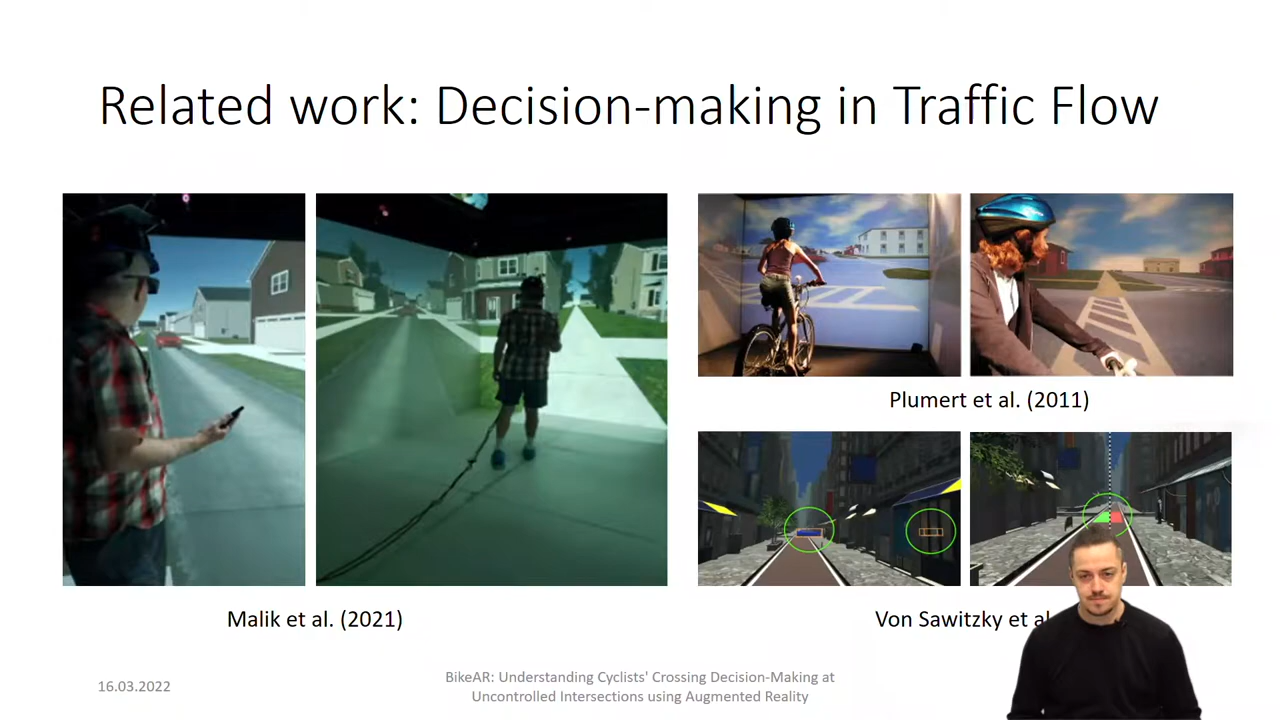 Related work: Decision-making in Traffic Flow
Plumert et al. (2011)
Malik et al. (2021)
Von Sawitzky et al
16.03.2022
BikeAR: Understanding Cyclists' Crossing Decision-Making at
Uncontrolled Intersections using Augmented Reality